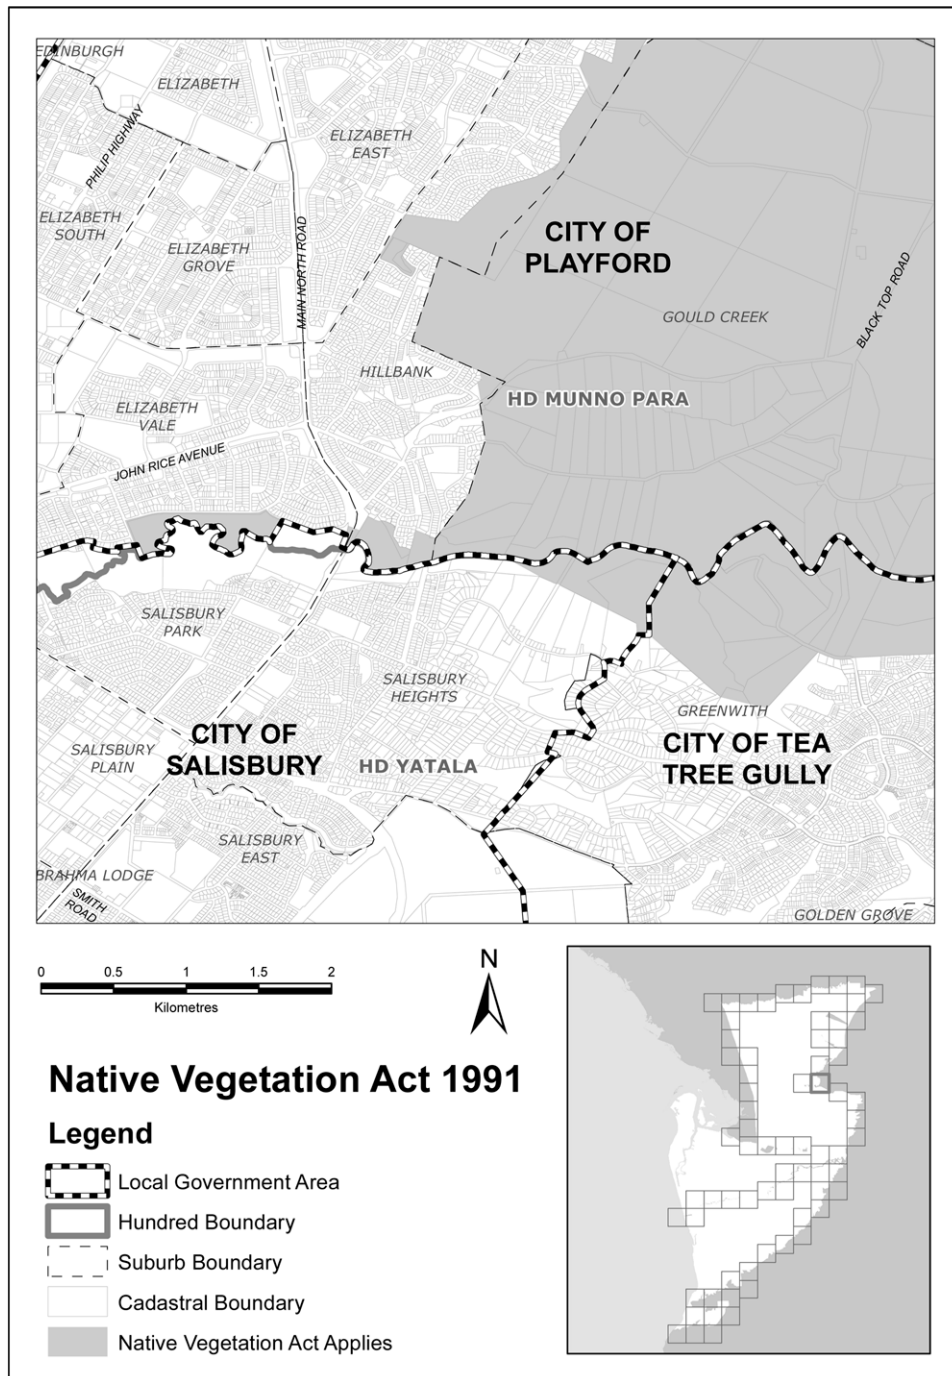 EDINBURGH
ELIZABETH
PHILIP HIGHWAY
ELIZABETH
EAST
ELIZABETH
SOUTH
ELIZABETH
GROVE
MAIN NORTH ROAD
CITY OF
PLAYFORD
BLACK TOP ROAD
GOULD CREEK
HILLBANK
HD MUNNO PARA
ELIZABETH
VALE
JOHN RICE AVENUE
SALISBURY
PARK
SALISBURY
HEIGHTS
GREENWITH
CITY OF
SALISBURY
SALISBURY
PLAIN
HD YATALA
CITY OF TEA
TREE GULLY
SALISBURY
EAST
BRAHMA LODGE
SMITH
ROAD
GOLDEN GROVE
0 0.5 1 1.5 2
Kilometres
N
Native Vegetation Act 1991
Legend
Local Government Area
Hundred Boundary
Suburb Boundary
Cadastral Boundary
Native Vegetation Act Applies